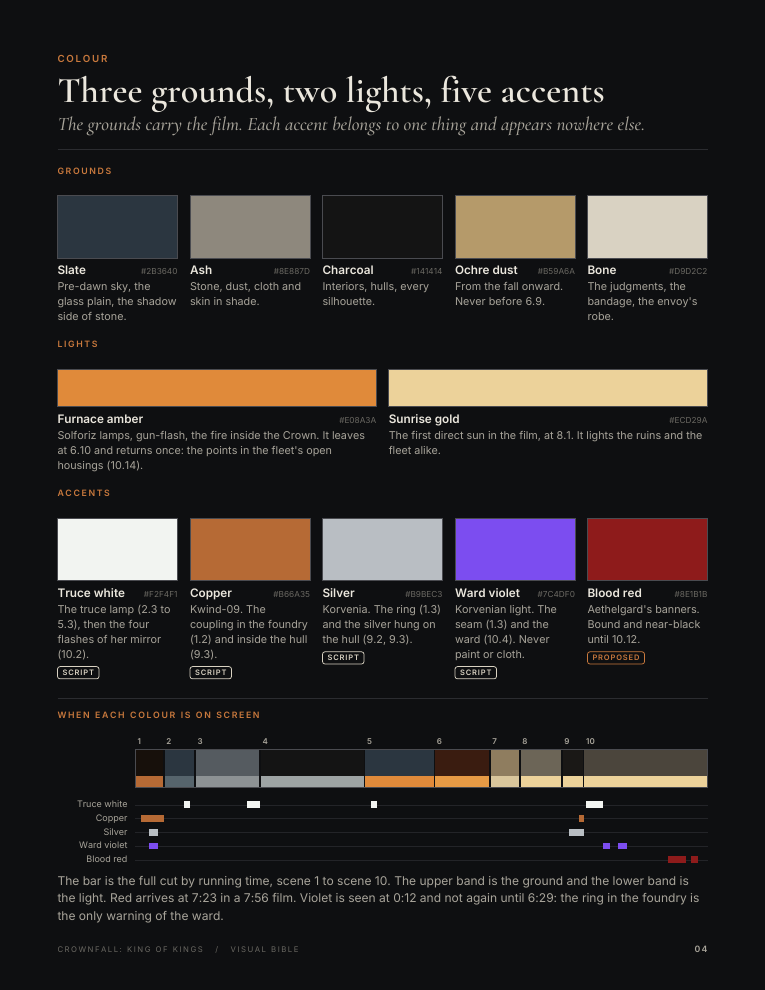 COLOUR
Three grounds, two lights, five accents
The grounds carry the film. Each accent belongs to one thing and appears nowhere else.
GROUNDS
Slate #2B3640
Pre-dawn sky, the
glass plain, the shadow
side of stone.
Ash #8E887D
Stone, dust, cloth and
skin in shade.
Charcoal #141414
Interiors, hulls, every
silhouette.
Ochre dust #B59A6A
From the fall onward.
Never before 6.9.
Bone #D9D2C2
The judgments, the
bandage, the envoy's
robe.
LIGHTS
Furnace amber #E08A3A
Solforiz lamps, gun-flash, the fire inside the Crown. It leaves
at 6.10 and returns once: the points in the fleet's open
housings (10.14).
Sunrise gold #ECD29A
The first direct sun in the film, at 8.1. It lights the ruins and the
fleet alike.
ACCENTS
Truce white #F2F4F1
The truce lamp (2.3 to
5.3), then the four
flashes of her mirror
(10.2).
SCRIPT
Copper #B66A35
Kwind-09. The
coupling in the foundry
(1.2) and inside the hull
(9.3).
SCRIPT
Silver #B9BEC3
Korvenia. The ring (1.3)
and the silver hung on
the hull (9.2, 9.3).
SCRIPT
Ward violet #7C4DF0
Korvenian light. The
seam (1.3) and the
ward (10.4). Never
paint or cloth.
SCRIPT
Blood red #8E1B1B
Aethelgard's banners.
Bound and near-black
until 10.12.
PROPOSED
WHEN EACH COLOUR IS ON SCREEN
1 2 3 4 5 6 7 8 9 10
Truce white
Copper
Silver
Ward violet
Blood red
The bar is the full cut by running time, scene 1 to scene 10. The upper band is the ground and the lower band is
the light. Red arrives at 7:23 in a 7:56 film. Violet is seen at 0:12 and not again until 6:29: the ring in the foundry is
the only warning of the ward.
CROWNFALL: KING OF KINGS / VISUAL BIBLE 04